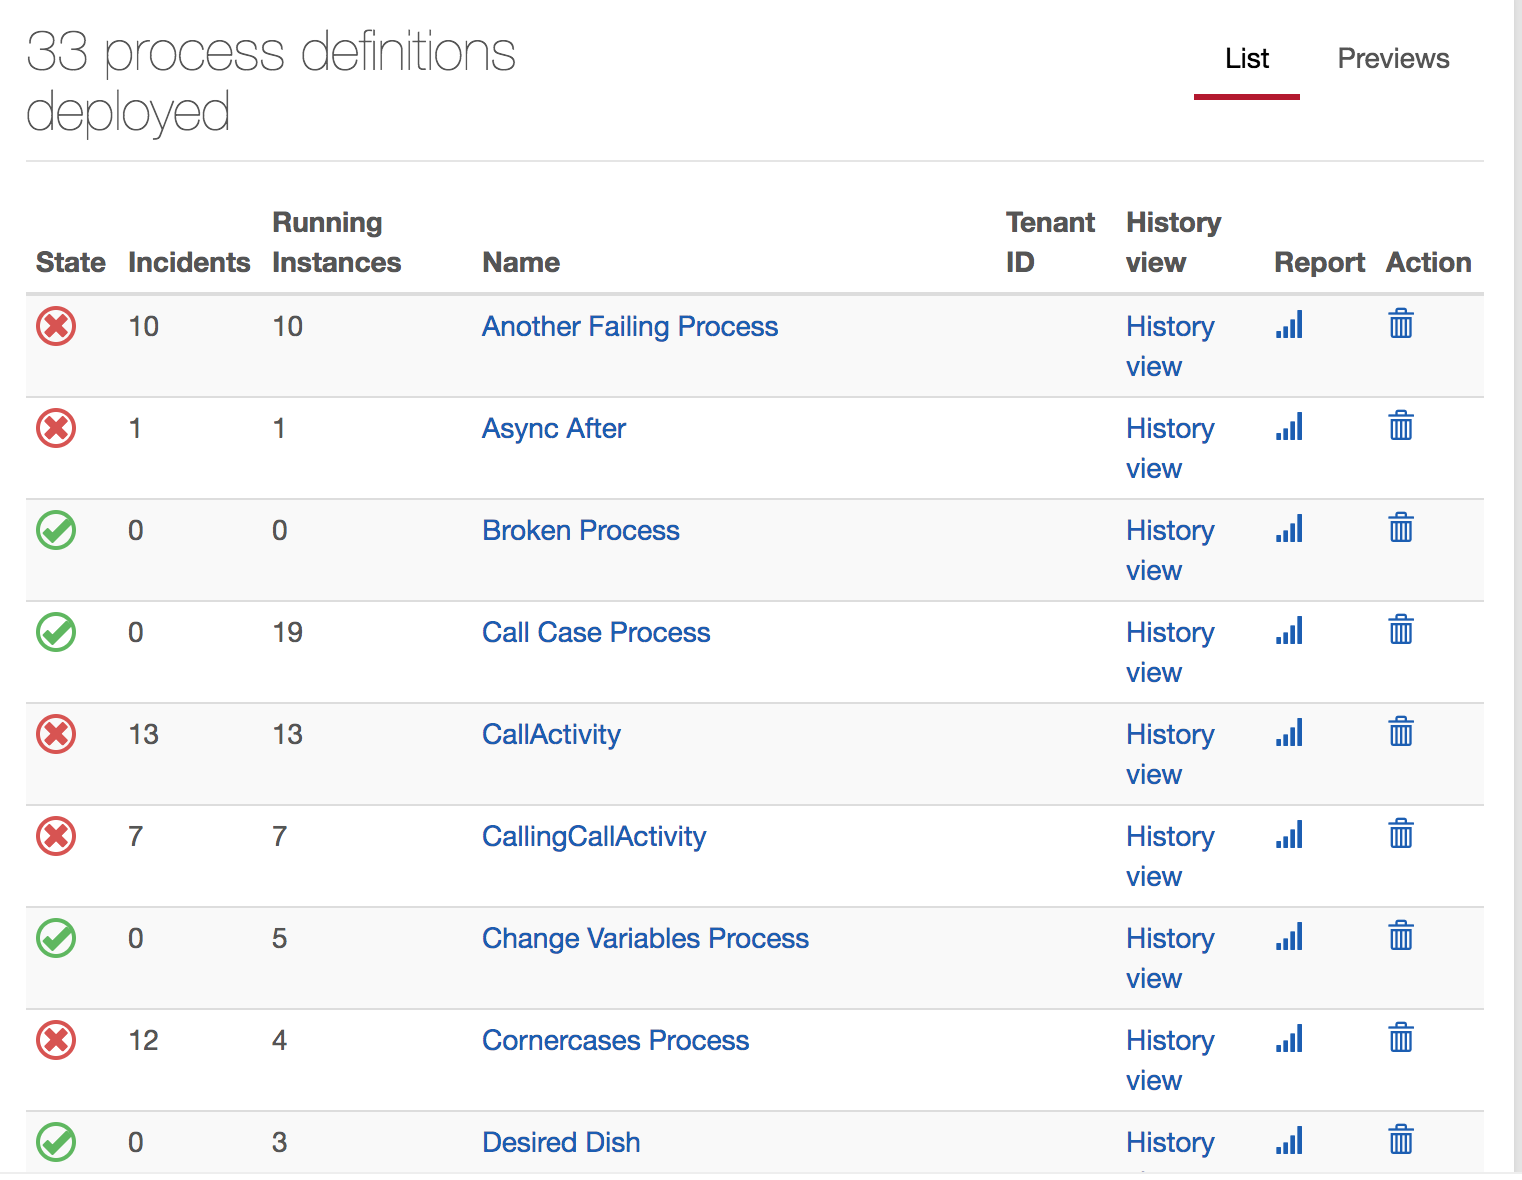 33 process definitions
deployed
List Previews
Running Tenant History
State Incidents Instances Name ID view Report Action
10 10 Another Failing Process History
view
1 1 Async After History
view
0 0 Broken Process History
view
0 19 Call Case Process History
view
13 13 CallActivity History
view
7 7 CallingCallActivity History
view
0 5 Change Variables Process History
view
12 4 Cornercases Process History
view
0 3 Desired Dish History